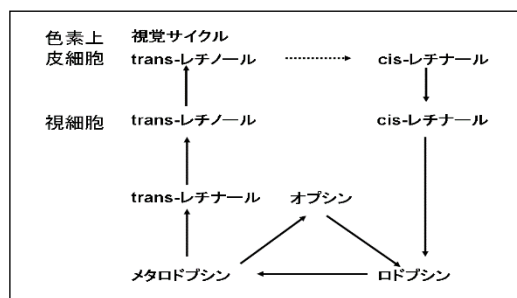 色素上 視覚サイクル
皮細胞 trans-レチノール cis-レチナール
視細胞 trans-レチノール cis-レチナール
trans-レチナール オプシン
メタロドプシン ロドプシン